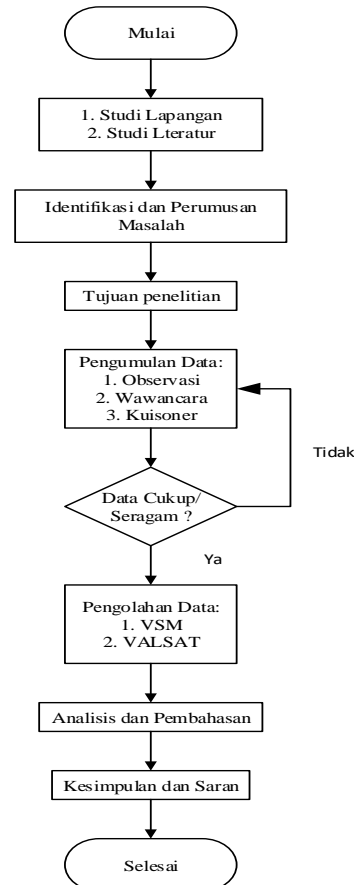 Mulai
1. Studi Lapangan
2. Studi Lteratur
Identifikasi dan Perumusan
Masalah
Tujuan penelitian
Pengumulan Data:
1. Observasi
2. Wawancara
3. Kuisoner
Tidak
Data Cukup/
Seragam ?
Ya
Pengolahan Data:
1. VSM
2. VALSAT
Analisis dan Pembahasan
Kesimpulan dan Saran
Selesai